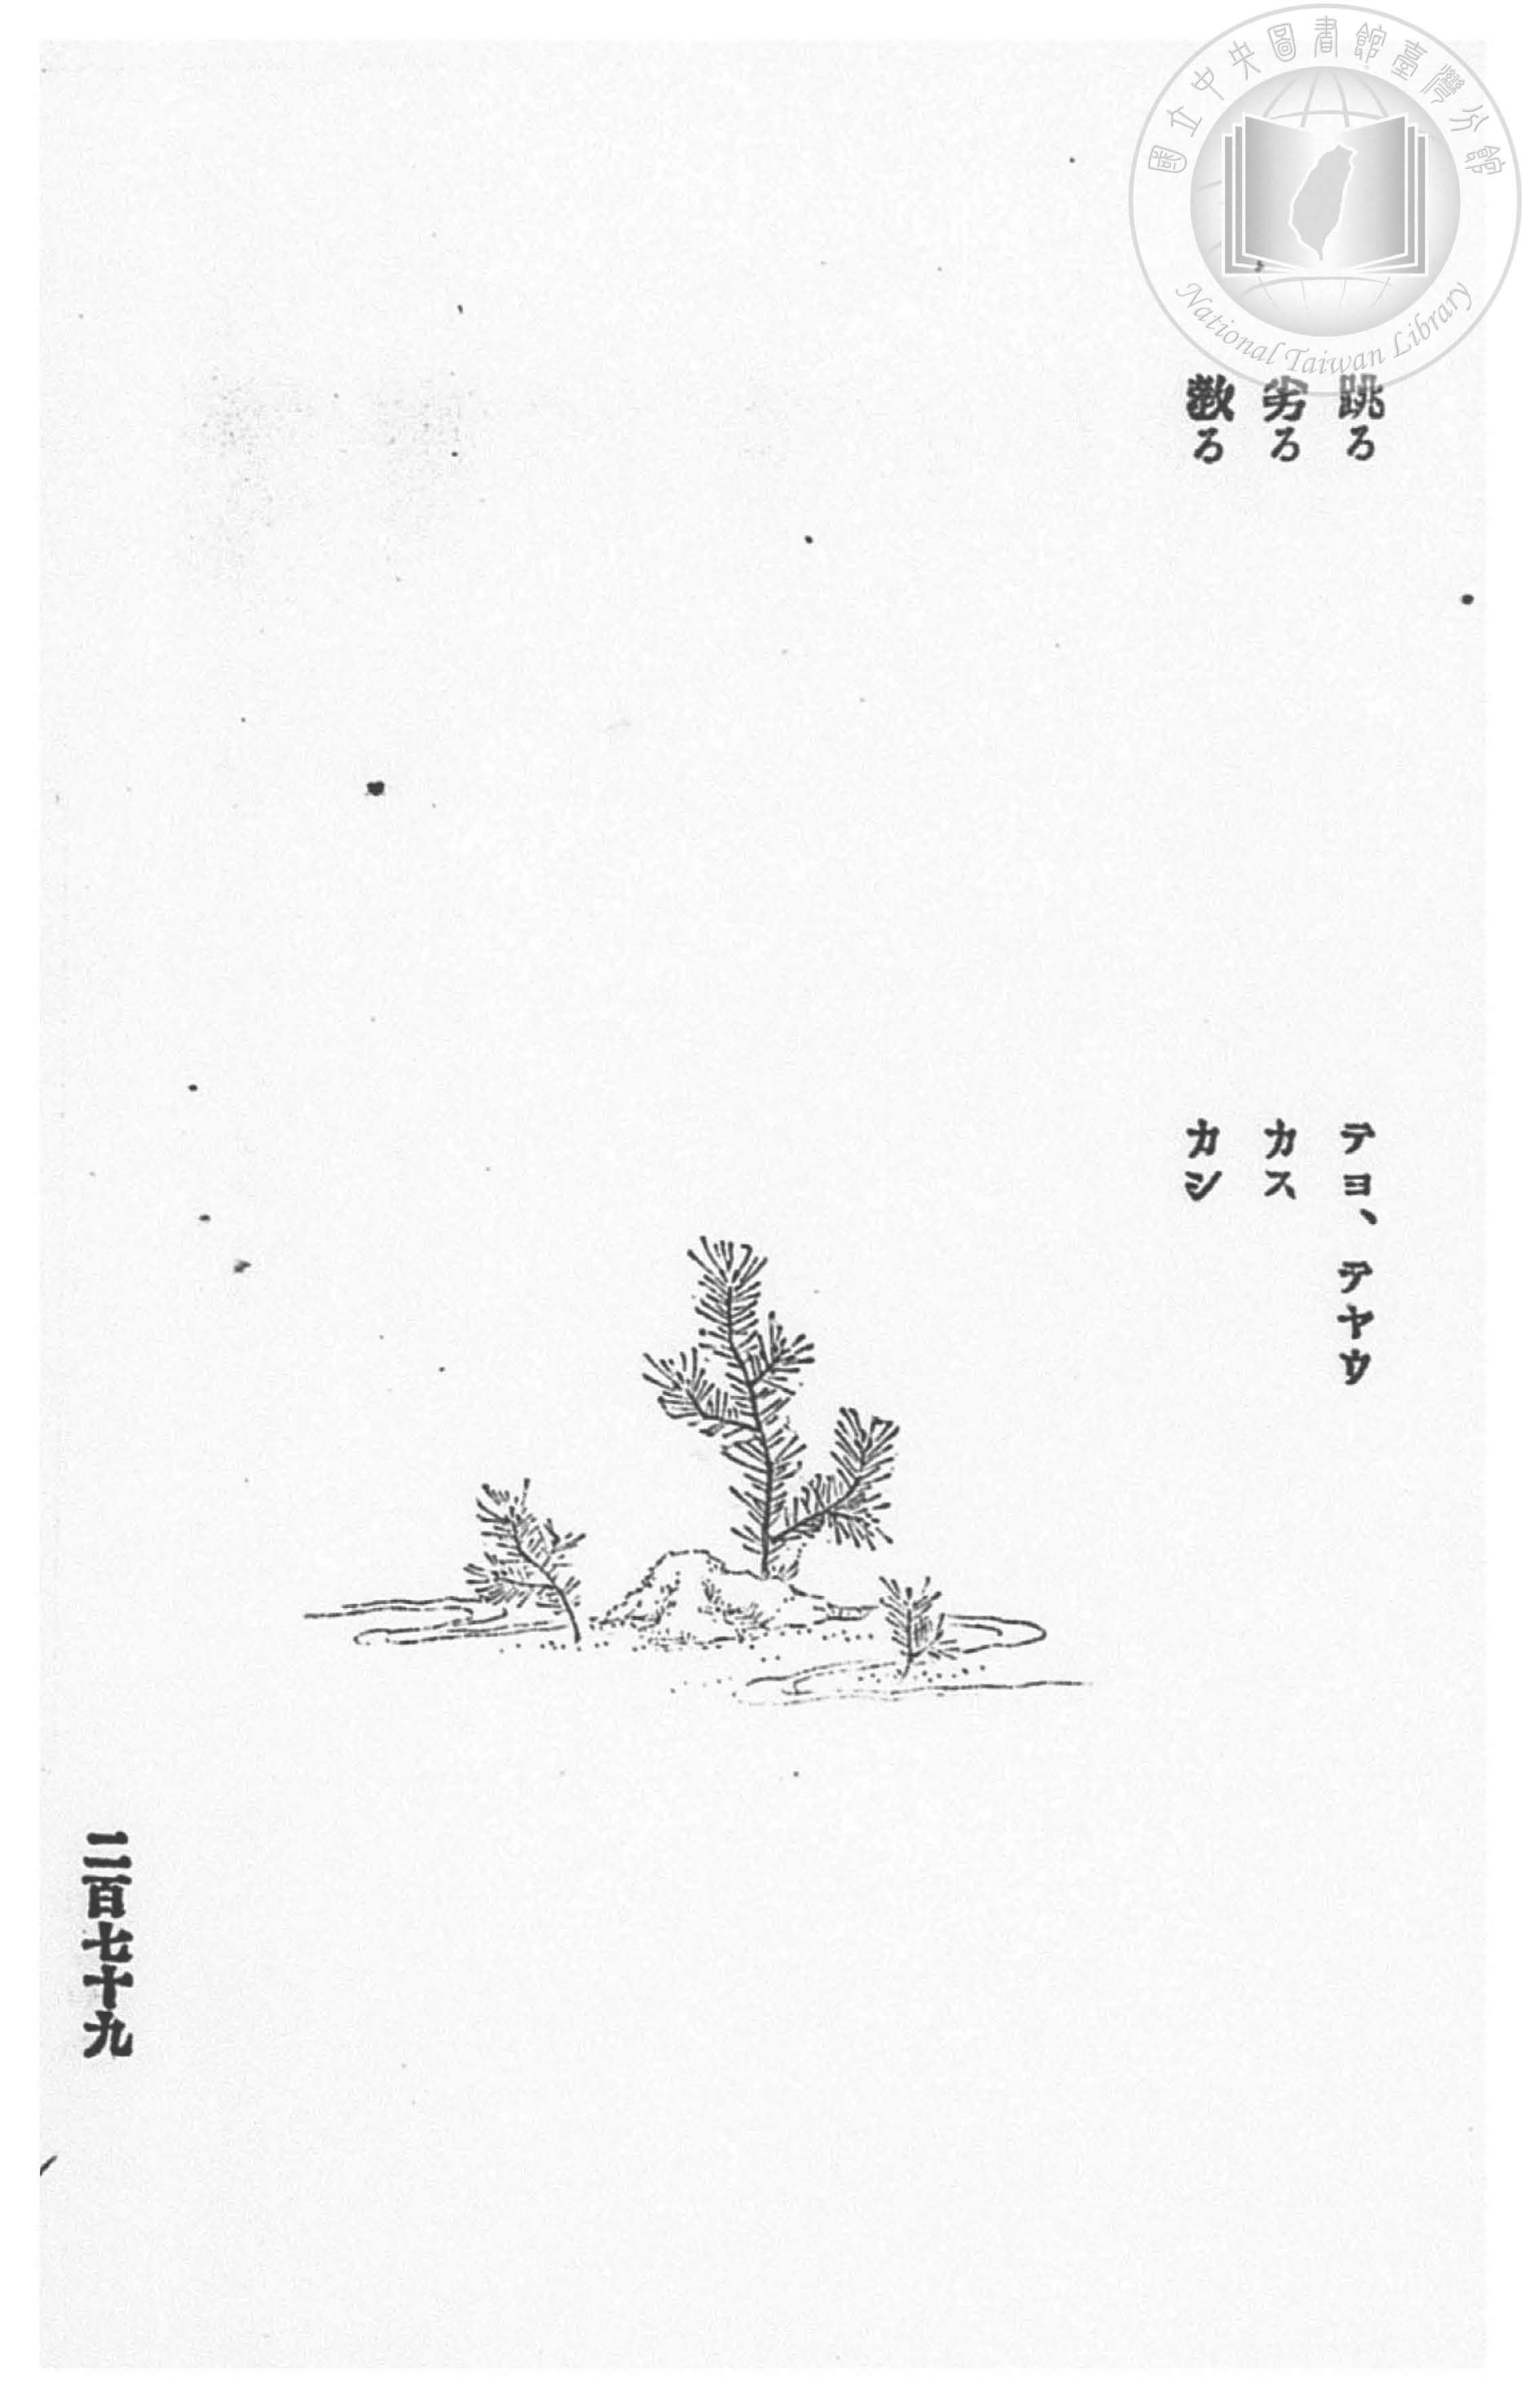 國立中央圖書館臺灣分館
National Taiwan Library
跳ろ　テヨ、テヤウ
劣ろ　カス
敎ろ　カシ
二百七十九